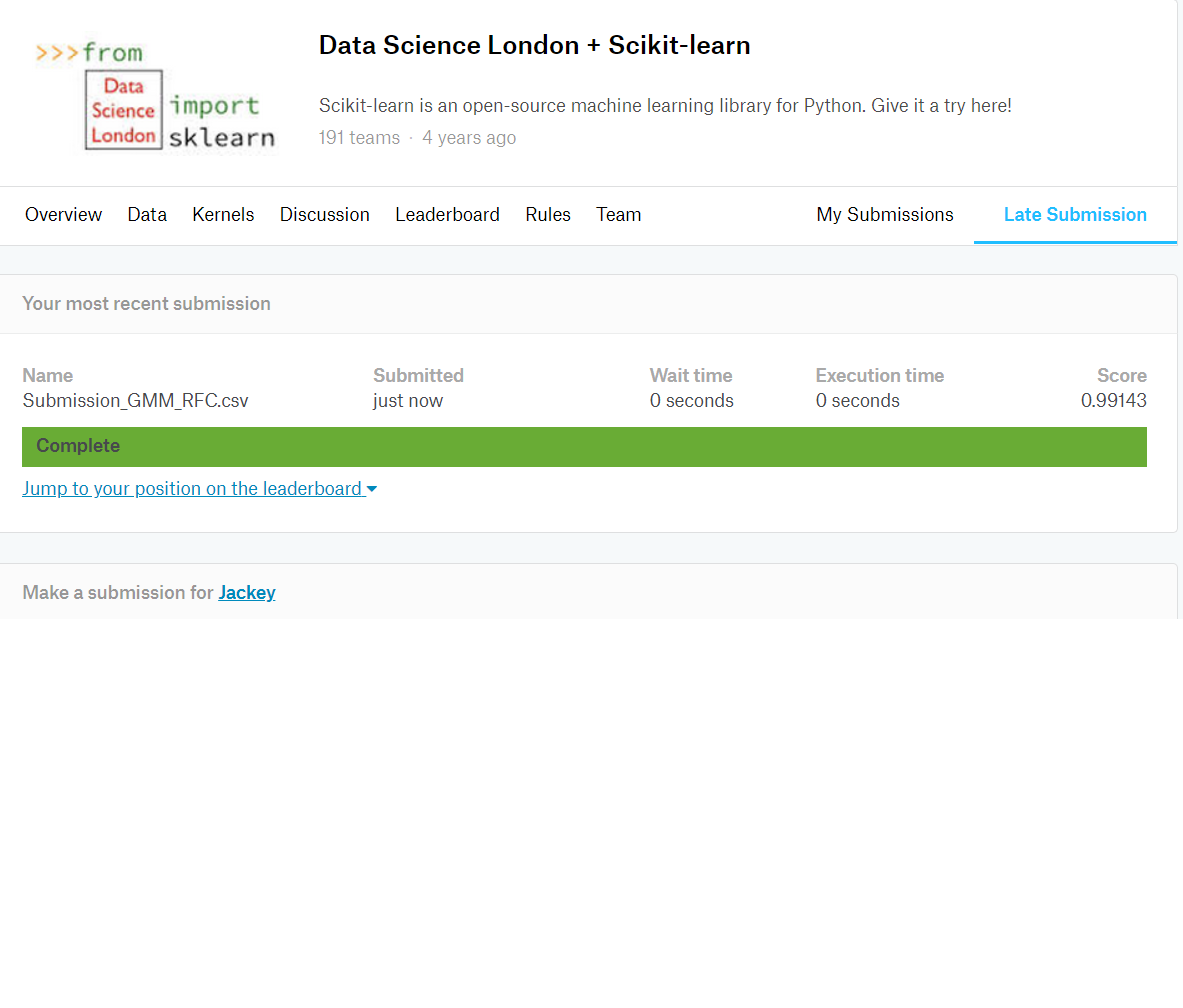 >>>from
Data
Science
London
import
sklearn
Data Science London + Scikit-learn
Scikit-learn is an open-source machine learning library for Python. Give it a try here!
191 teams · 4 years ago
Overview Data Kernels Discussion Leaderboard Rules Team My Submissions Late Submission
Your most recent submission
Name Submitted Wait time Execution time Score
Submission_GMM_RFC.csv just now 0 seconds 0 seconds 0.99143
Complete
Jump to your position on the leaderboard
Make a submission for Jackey